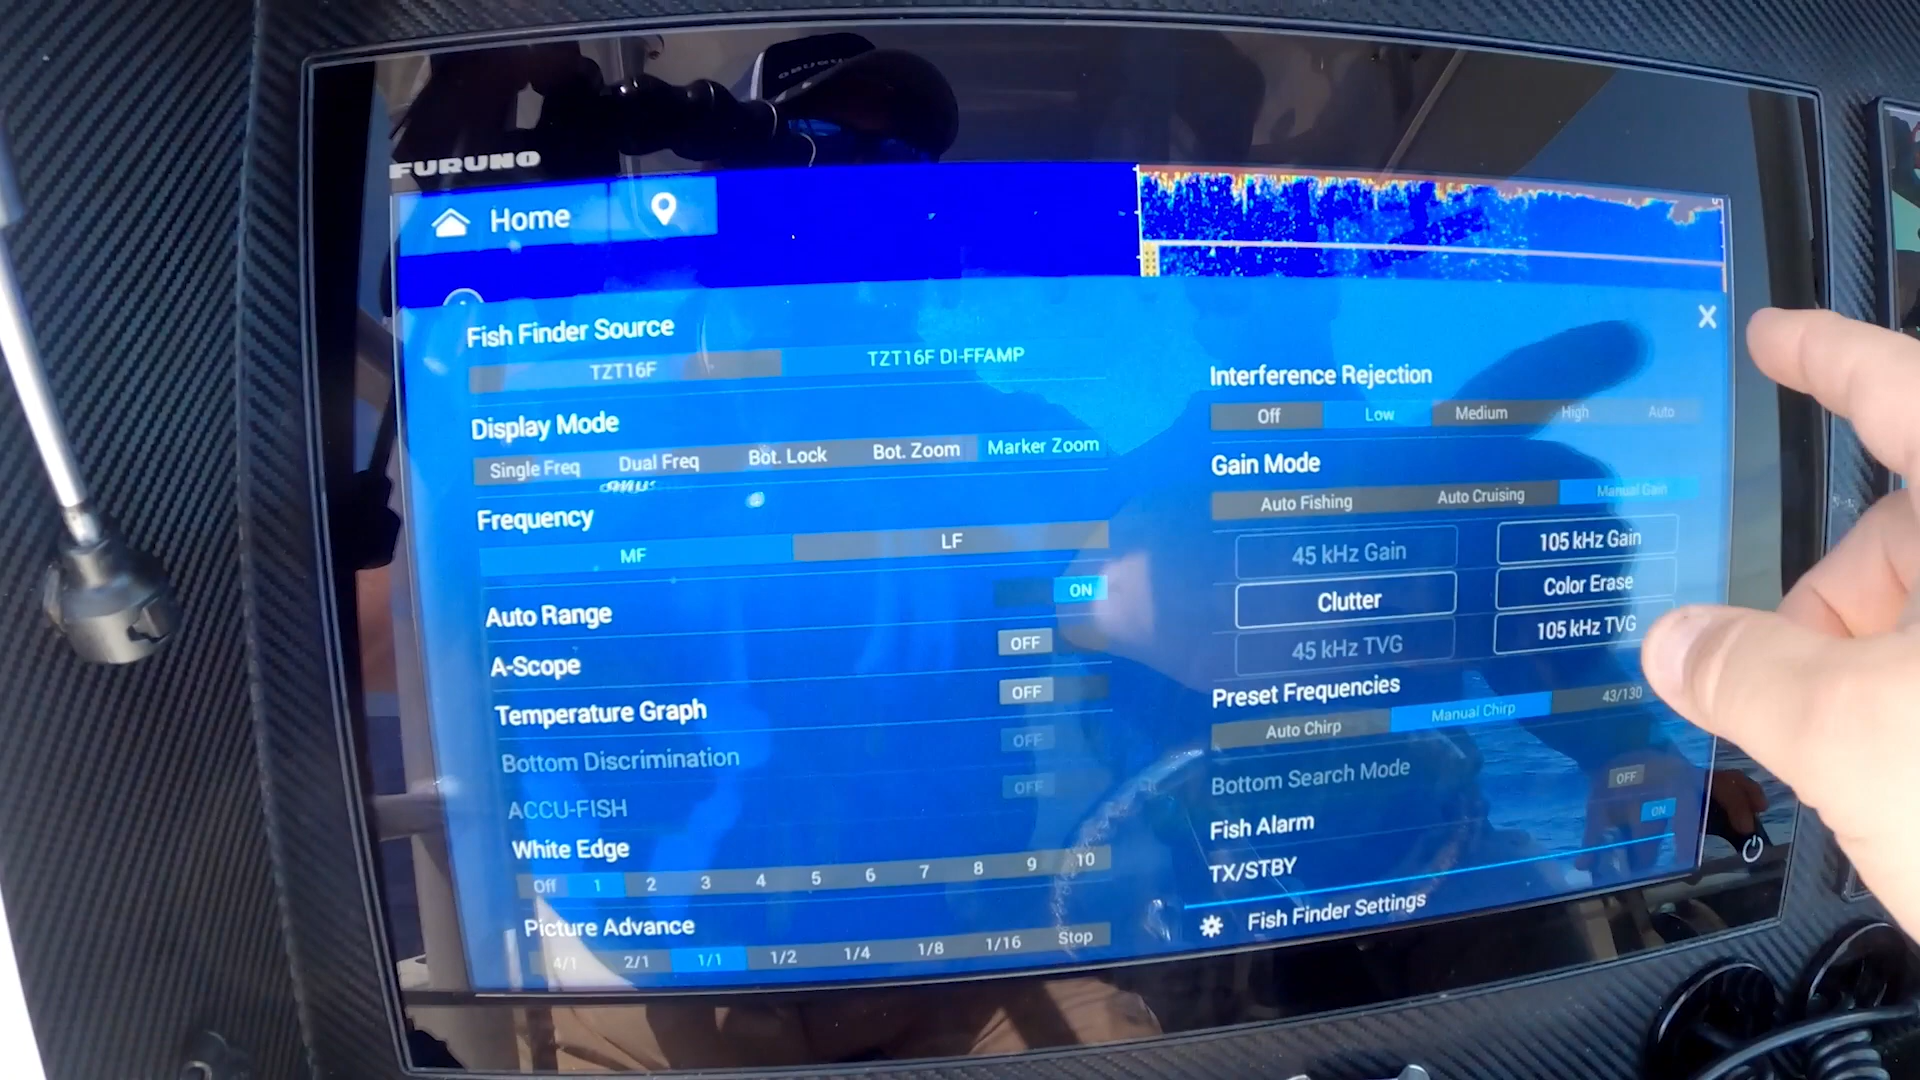 FURUNO
Home
Fish Finder Source
TZT16F TZT16F DI-FFAMP
Display Mode
Single Freq Dual Freq Bot. Lock Bot. Zoom Marker Zoom
Frequency
MF LF
Auto Range ON
A-Scope OFF
Temperature Graph OFF
Bottom Discrimination OFF
ACCU-FISH OFF
White Edge
Off 1 2 3 4 5 6 7 8 9 10
Picture Advance
4/1 2/1 1/1 1/2 1/4 1/8 1/16 Stop
X
Interference Rejection
Off Low Medium High Auto
Gain Mode
Auto Fishing Auto Cruising Manual Gain
45 kHz Gain 105 kHz Gain
Clutter Color Erase
45 kHz TVG 105 kHz TVG
Preset Frequencies
Auto Chirp Manual Chirp 43/130
Bottom Search Mode OFF
Fish Alarm ON
TX/STBY
Fish Finder Settings